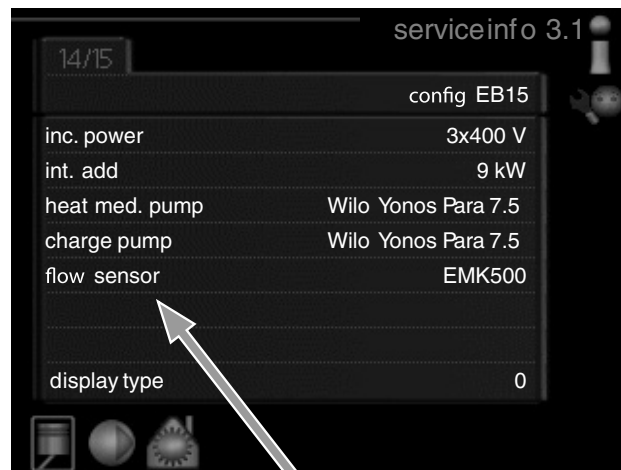 serviceinfo 3.1
14/15
config EB15
inc. power 3x400 V
int. add 9 kW
heat med. pump Wilo Yonos Para 7.5
charge pump Wilo Yonos Para 7.5
flow sensor EMK500
display type 0